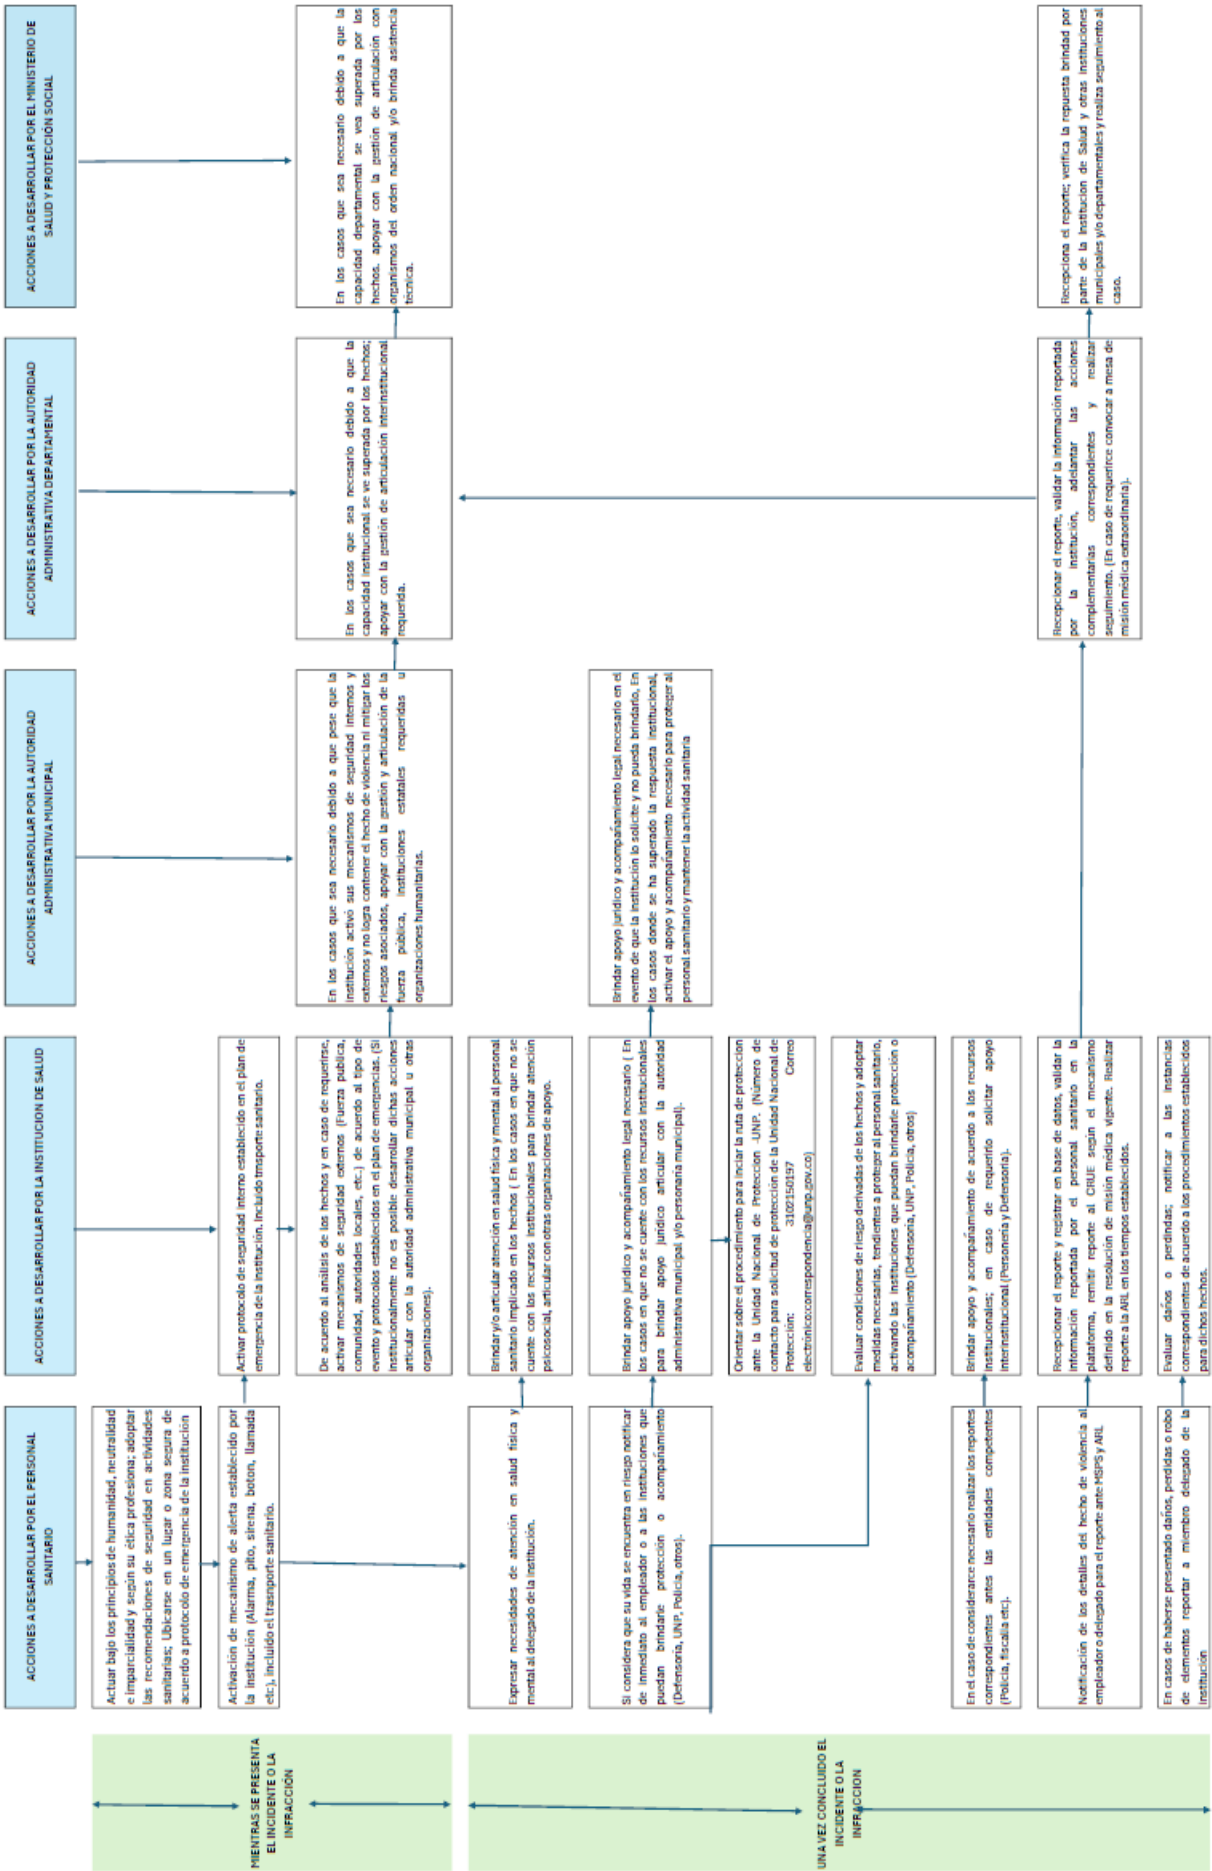 ACCIONES A DESARROLLAR POR EL PERSONAL
SANITARIO
ACCIONES A DESARROLLAR POR LA INSTITUCION DE SALUD
ACCIONES A DESARROLLAR POR LA AUTORIDAD
ADMINISTRATIVA MUNICIPAL
ACCIONES A DESARROLLAR POR LA AUTORIDAD
ADMINISTRATIVA DEPARTAMENTAL
ACCIONES A DESARROLLAR POR EL MINISTERIO DE
SALUD Y PROTECCIÓN SOCIAL
MIENTRAS SE PRESENTA
EL INCIDENTE O LA
INFRACCIÓN
Actuar bajo los principios de humanidad, neutralidad
e imparcialidad y según su ética profesiona; adoptar
las recomendaciones de seguridad en actividades
sanitarias; Ubicarse en un lugar o zona segura de
acuerdo a protocolo de emergencia de la institución
Activación de mecanismo de alerta establecido por
la institución (Alarma, pito, sirena, boton, llamada
etc), incluido el trasnporte sanitario.
Activar protocolo de seguridad interno establecido en el plan de
emergencia de la institución. Incluido trnsporte sanitario.
De acuerdo al análisis de los hechos y en caso de requerirse,
activar mecanismos de seguridad externos (Fuerza pública,
comunidad, autoridades locales, etc.) de acuerdo al tipo de
evento y protocolos establecidos en el plan de emergencias. (Si
institucionalmente no es posible desarrollar dichas acciones
articular con la autoridad administrativa municipal u otras
organizaciones).
En los casos que sea necesario debido a que pese que la
institución activó sus mecanismos de seguridad internos y
externos y no logra contener el hecho de violencia ni mitigar los
riesgos asociados, apoyar con la gestión y articulación de la
fuerza pública, instituciones estatales requeridas u
organizaciones humanitarias.
En los casos que sea necesario debido a que la
capacidad institucional se ve superada por los hechos;
apoyar con la gestión de articulación interinstitucional
requerida.
En los casos que sea necesario debido a que la
capacidad departamental se vea superada por los
hechos, apoyar con la gestión de articulación con
organismos del orden nacional y/o brinda asistencia
técnica.
UNA VEZ CONCLUIDO EL
INCIDENTE O LA
INFRACCION
Expresar necesidades de atención en salud física y
mental al delegado de la institución.
Brindar y/o articular atención en salud física y mental al personal
sanitario implicado en los hechos ( En los casos en que no se
cuente con los recursos institucionales para brindar atención
psicosocial, articular con otras organizaciones de apoyo.
Si considera que su vida se encuentra en riesgo notificar
de inmediato al empleador o a las instituciones que
puedan brindarle protección o acompañamiento
(Defensoria, UNP, Policia, otros).
Brindar apoyo jurídico y acompañamiento legal necesario ( En
los casos en que no se cuente con los recursos institucionales
para brindar apoyo jurídico articular con la autoridad
administrativa municipal y/o personaria municipal).
Brindar apoyo jurídico y acompañamiento legal necesario en el
evento de que la institución lo solicite y no pueda brindarlo, En
los casos donde se ha superado la respuesta institucional,
activar el apoyo y acompañamiento necesario para proteger al
personal sanitario y mantener la actividad sanitaria
Orientar sobre el procedimiento para iniciar la ruta de proteccion
ante la Unidad Nacional de Proteccion -UNP. (Número de
contacto para solicitud de protección de la Unidad Nacional de
Protección: 3102150197 Correo
electrónico:correspondencia@unp.gov.co)
Evaluar condiciones de riesgo derivadas de los hechos y adoptar
medidas necesarias, tendientes a proteger al personal sanitario,
activando las instituciones que puedan brindarle protección o
acompañamiento (Defensoria, UNP, Policia, otros)
En el caso de considerarce necesario realizar los reportes
correspondientes antes las entidades competentes
(Policia, fiscalia etc).
Brindar apoyo y acompañamiento de acuerdo a los recursos
institucionales; en caso de requerirlo solicitar apoyo
interinstitucional (Personeria y Defensoria).
Notificación de los detalles del hecho de violencia al
empleador o delegado para el reporte ante MSPS y ARL
Recepcionar el reporte y registrar en base de datos, validar la
información reportada por el personal sanitario en la
plataforma, remitir reporte al CRUE según el mecanismo
definido en la resolución de misión médica vigente. Realizar
reporte a la ARL en los tiempos establecidos.
Recepcionar el reporte, validar la información reportada
por la institución, adelantar las acciones
complementarias correspondientes y realizar
seguimiento. (En caso de requerirce convocar a mesa de
misión médica extraordinaria).
Recepciona el reporte; verifica la repuesta brindad por
parte de la Institucion de Salud y otras instituciones
municipales y/o departamentales y realiza seguimiento al
caso.
En casos de haberse presentado daños, perdidas o robo
de elementos reportar a miembro delegado de la
institución
Evaluar daños o perdindas; notificar a las instancias
correspondientes de acuerdo a los procedimientos establecidos
para dichos hechos.